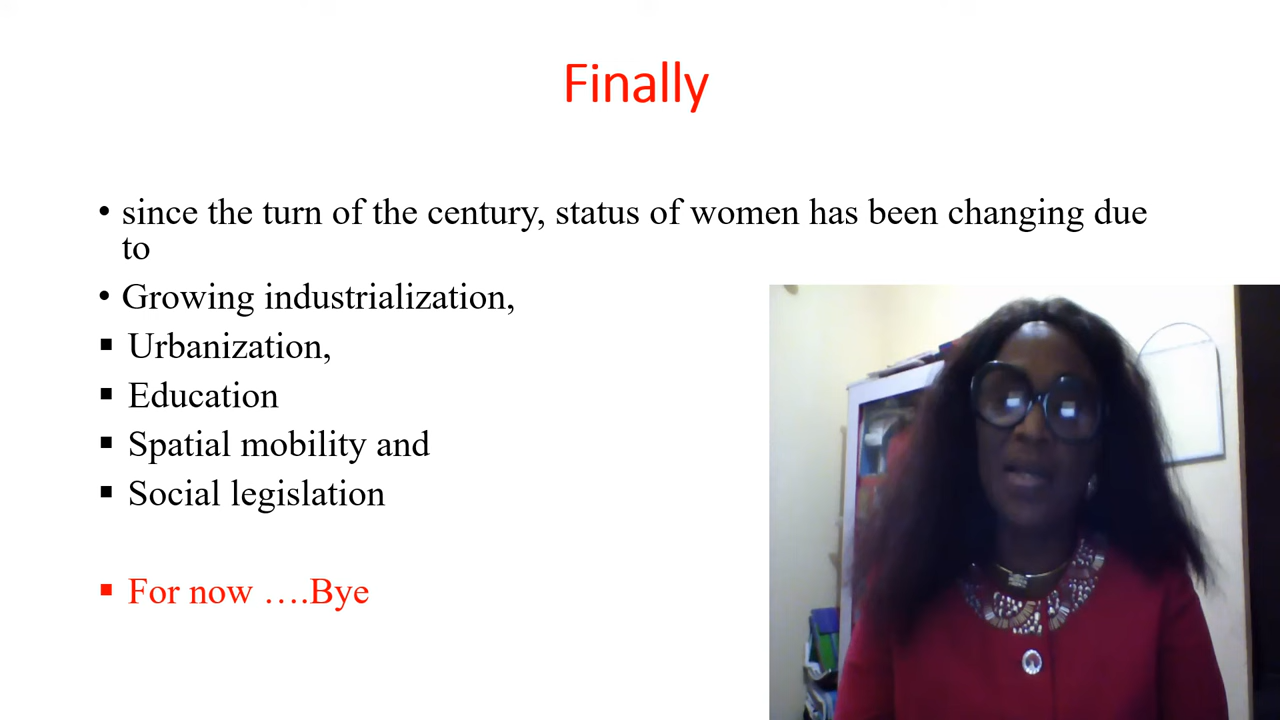 Finally
• since the turn of the century, status of women has been changing due
to
• Growing industrialization,
▪ Urbanization,
▪ Education
▪ Spatial mobility and
▪ Social legislation
▪ For now ….Bye